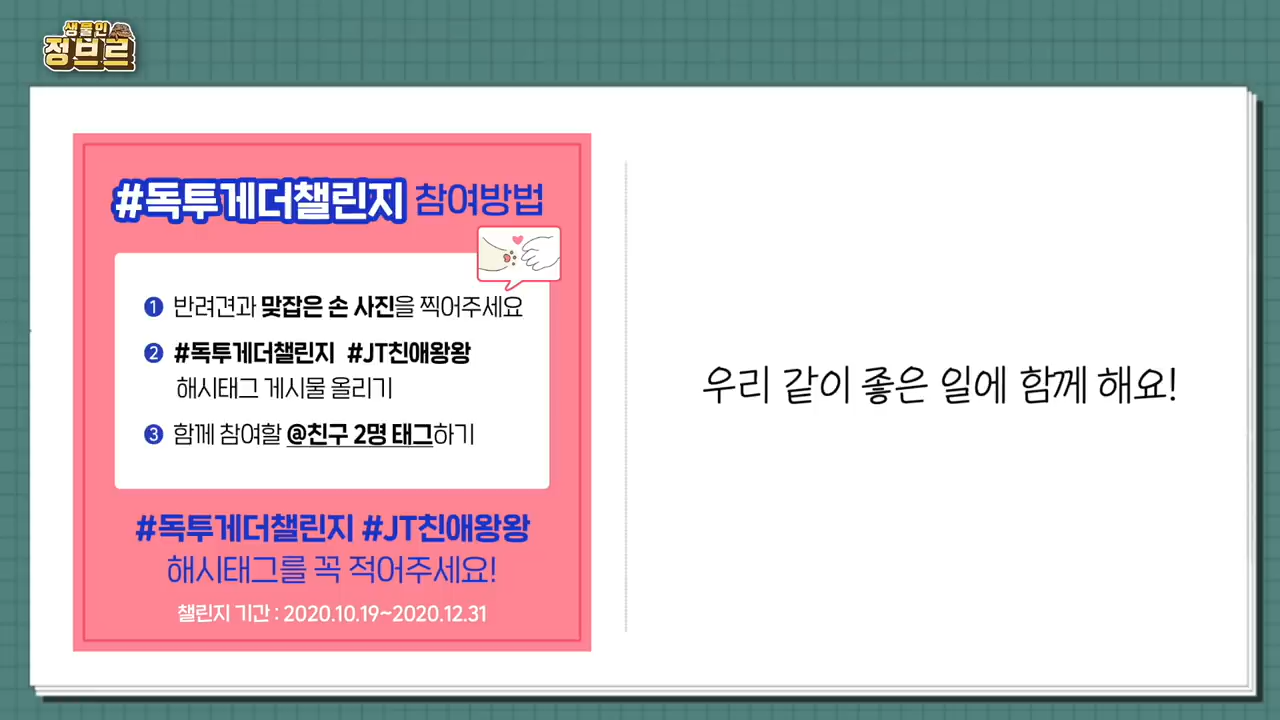 생물인
정브르
#독투게더챌린지 참여방법
1 반려견과 맞잡은 손 사진을 찍어주세요
2 #독투게더챌린지 #JT친애왕왕
해시태그 게시물 올리기
3 함께 참여할 @친구 2명 태그하기
#독투게더챌린지 #JT친애왕왕
해시태그를 꼭 적어주세요!
챌린지 기간 : 2020.10.19~2020.12.31
우리 같이 좋은 일에 함께 해요!